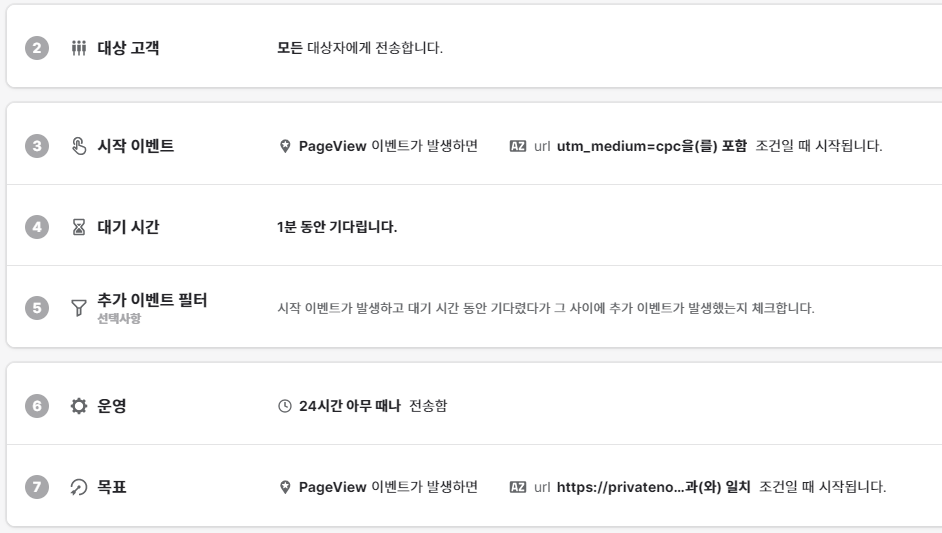 2 대상 고객 모든 대상자에게 전송합니다.
3 시작 이벤트 PageView 이벤트가 발생하면 AZ url utm_medium=cpc을(를) 포함 조건일 때 시작됩니다.
4 대기 시간 1분 동안 기다립니다.
5 추가 이벤트 필터 시작 이벤트가 발생하고 대기 시간 동안 기다렸다가 그 사이에 추가 이벤트가 발생했는지 체크합니다.
선택사항
6 운영 24시간 아무 때나 전송함
7 목표 PageView 이벤트가 발생하면 AZ url https://privateno...과(와) 일치 조건일 때 시작됩니다.